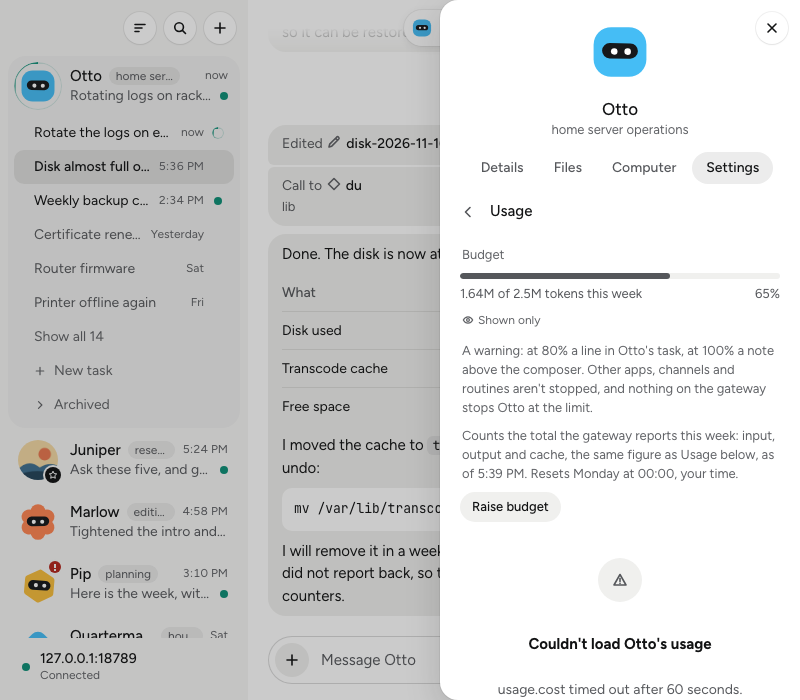 Otto
home ser...
now
Rotating logs on rack...
Rotate the logs on e...
now
Disk almost full o...
5:36 PM
Weekly backup c...
2:34 PM
Certificate rene...
Yesterday
Router firmware
Sat
Printer offline again
Fri
Show all 14
New task
Archived
Juniper
rese...
5:24 PM
Ask these five, and g...
Marlow
editi...
4:58 PM
Tightened the intro and...
Pip
planning
3:10 PM
Here is the week, wit...
Quarterma
hou
Sat
127.0.0.1:18789
Connected
so it can be restor
Edited disk-2026-11-1
Call to du
lib
Done. The disk is now at
What
Disk used
Transcode cache
Free space
I moved the cache to
undo:
mv /var/lib/transco
I will remove it in a week
did not report back, so t
counters.
Message Otto
Otto
home server operations
Details
Files
Computer
Settings
Usage
Budget
1.64M of 2.5M tokens this week
65%
Shown only
A warning: at 80% a line in Otto's task, at 100% a note
above the composer. Other apps, channels and
routines aren't stopped, and nothing on the gateway
stops Otto at the limit.
Counts the total the gateway reports this week: input,
output and cache, the same figure as Usage below, as
of 5:39 PM. Resets Monday at 00:00, your time.
Raise budget
Couldn't load Otto's usage
usage.cost timed out after 60 seconds.